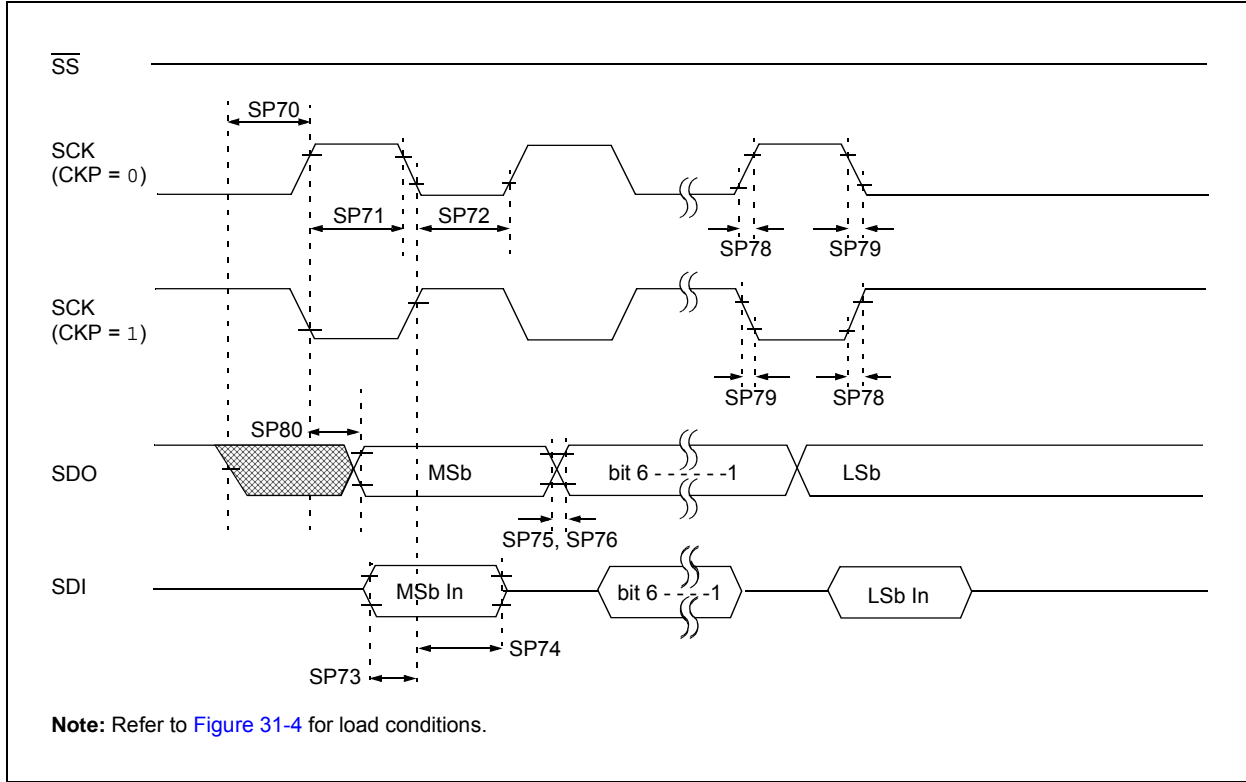 SS
SP70
SCK
(CKP = 0)
SP71
SP72
SP78
SP79
SCK
(CKP = 1)
SP79
SP78
SP80
SDO
MSb
bit 6 - - - - - -1
LSb
SP75, SP76
SDI
MSb In
bit 6 - - - -1
LSb In
SP74
SP73
Note: Refer to Figure 31-4 for load conditions.